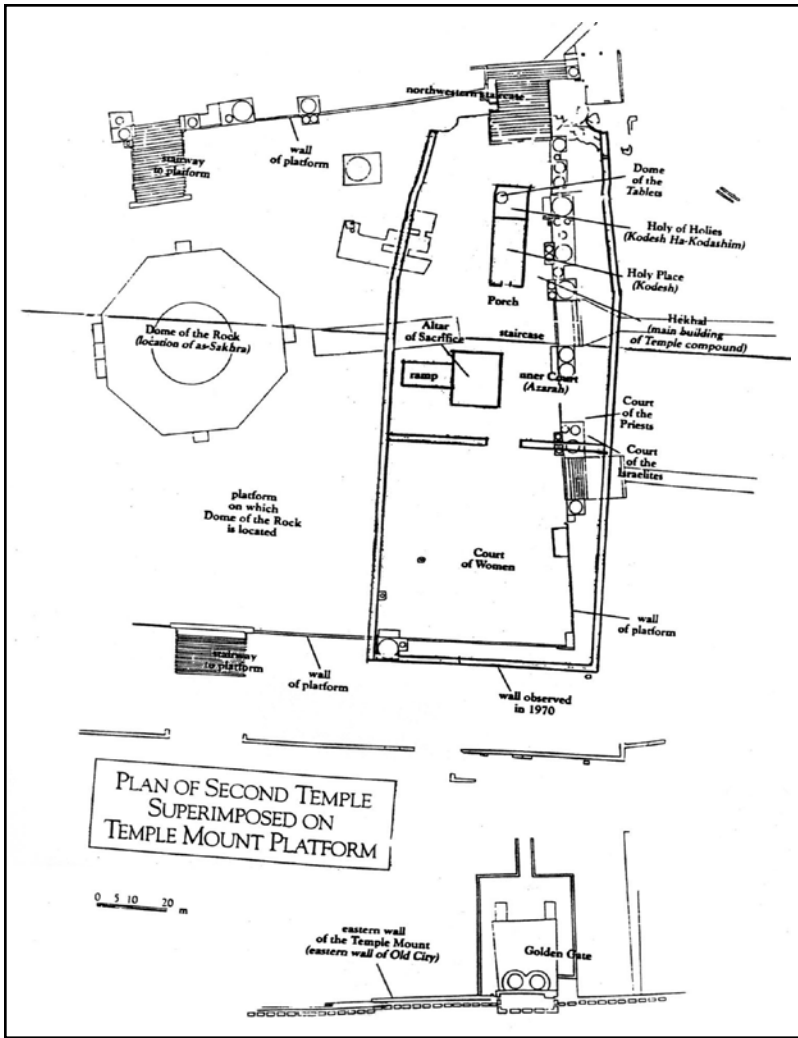 northwestern staircase
stairway
to platform
wall
of platform
Dome
of the
Tablets
Holy of Holies
(Kodesh Ha-Kodashim)
Holy Place
(Kodesh)
Porch
Hekhal
(main building
of Temple compound)
Dome of the Rock
(location of as-Sakhra)
Altar
of Sacrifice
staircase
ramp
nner Court
(Azarah)
Court
of the
Priests
Court
of the
Israelites
platform
on which
Dome of the Rock
is located
Court
of Women
wall
of platform
stairway
to platform
wall
of platform
wall observed
in 1970
PLAN OF SECOND TEMPLE
SUPERIMPOSED ON
TEMPLE MOUNT PLATFORM
0 5 10 20
m
eastern wall
of the Temple Mount
(eastern wall of Old City)
Golden Gate